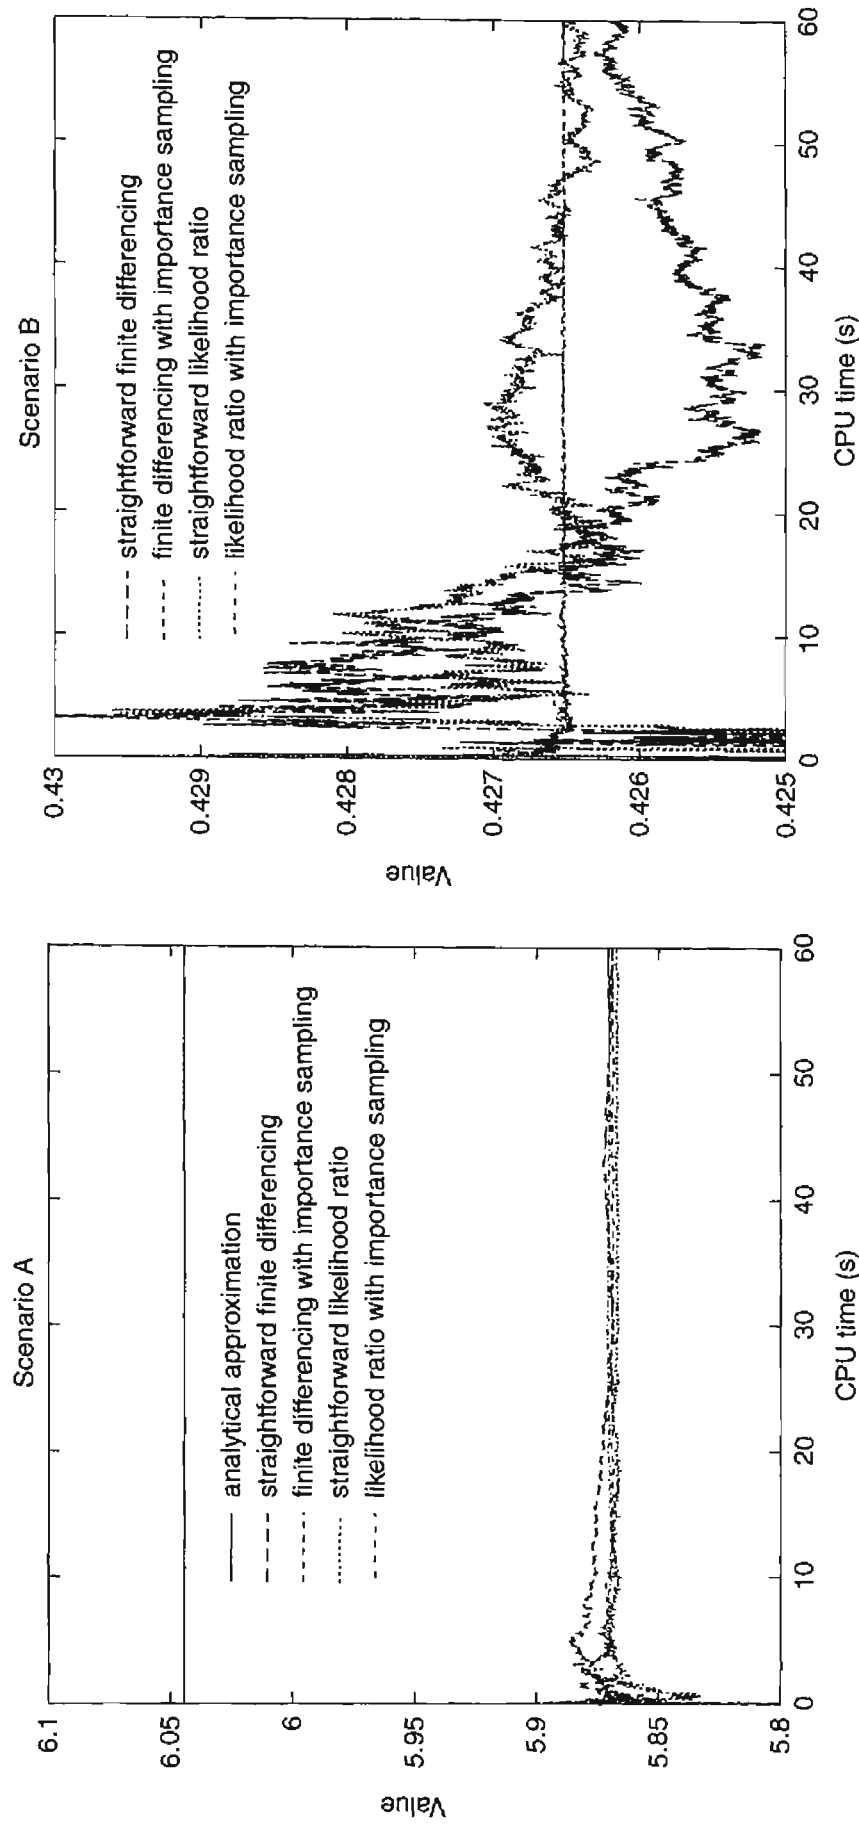 Scenario A
6.1
6.05
6
5.95
5.9
5.85
5.8
Value
analytical approximation
straightforward finite differencing
finite differencing with importance sampling
straightforward likelihood ratio
likelihood ratio with importance sampling
0
10
20
30
40
50
60
CPU time (s)
Scenario B
0.43
0.429
0.428
0.427
0.426
0.425
Value
straightforward finite differencing
finite differencing with importance sampling
straightforward likelihood ratio
likelihood ratio with importance sampling
0
10
20
30
40
50
60
CPU time (s)